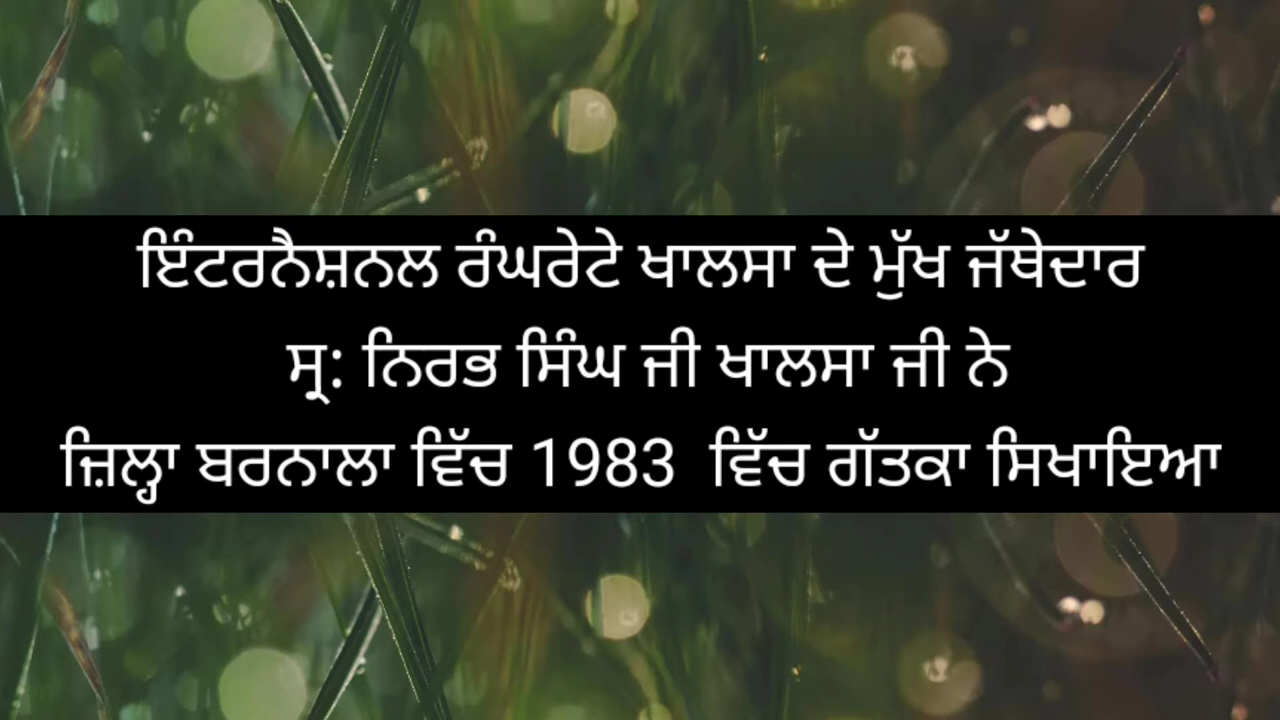 ਇੰਟਰਨੈਸ਼ਨਲ ਰੰਘਰੇਟੇ ਖਾਲਸਾ ਦੇ ਮੁੱਖ ਜੱਥੇਦਾਰ
ਸ੍ਰ: ਨਿਰਭ ਸਿੰਘ ਜੀ ਖਾਲਸਾ ਜੀ ਨੇ
ਜ਼ਿਲ੍ਹਾ ਬਰਨਾਲਾ ਵਿੱਚ 1983 ਵਿੱਚ ਗੱਤਕਾ ਸਿਖਾਇਆ